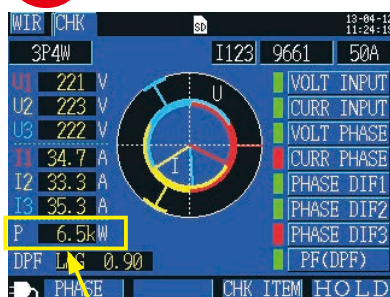 WIR CHK SD 13-04-12
11:24:19
3P4W I123 9661 50A
U1 221 V U VOLT INPUT
U2 223 V CURR INPUT
U3 222 V VOLT PHASE
I1 34.7 A CURR PHASE
I2 33.3 A I PHASE DIF1
I3 35.3 A PHASE DIF2
P 6.5kW PHASE DIF3
DPF LAG 0.90 PF(DPF)
PHASE CHK ITEM HOLD